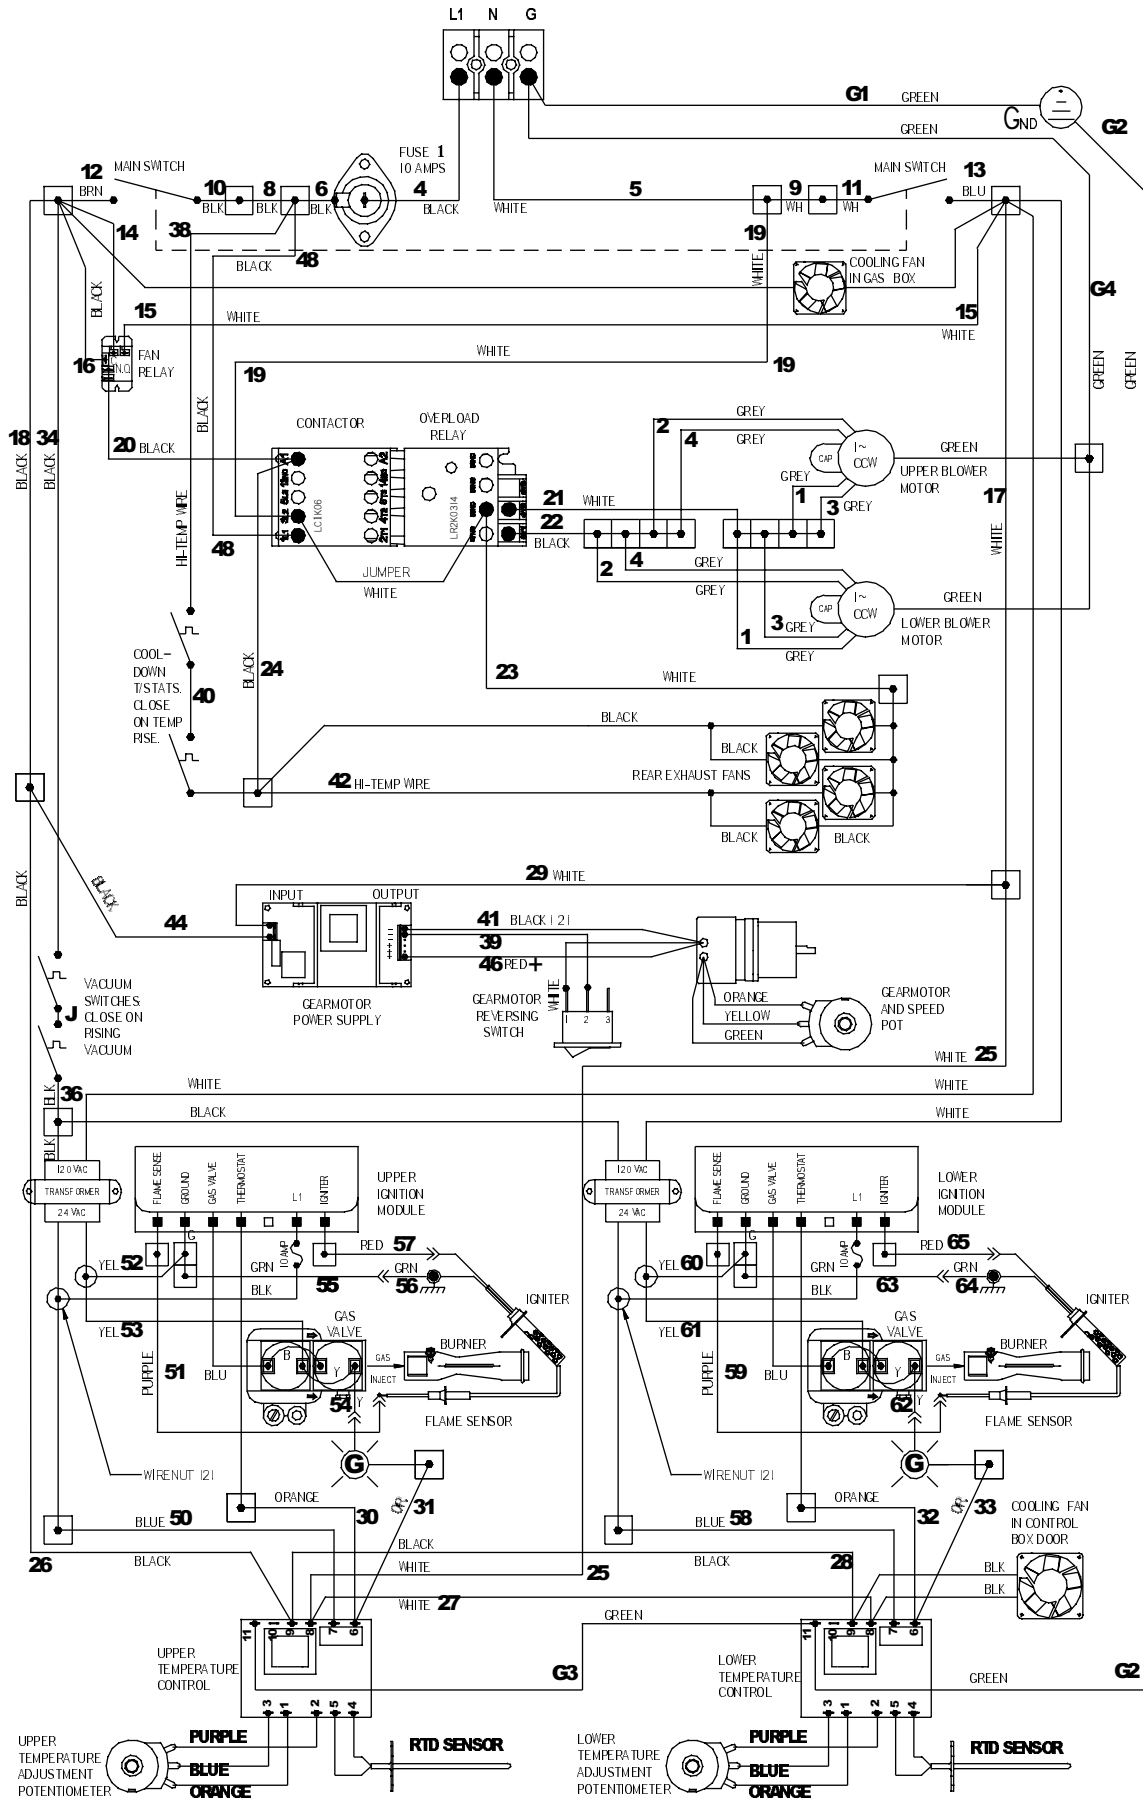 L1 N G
G1 GREEN
GND
G2
GREEN
FUSE 1
10 AMPS
12 MAIN SWITCH 10 8 6 4 5 9 11 MAIN SWITCH 13
BRN BLK BLK BLK BLACK WHITE WH WH BLU
14 38 48 19
BLACK
WHITE
COOLING FAN
IN GAS BOX
G4
BLACK
15 WHITE 15
WHITE
16 FAN
RELAY
N.O.
WHITE
19 19
GREEN GREEN
CONTACTOR
OVERLOAD
RELAY
2 4 GREY
GREY
18 34
BLACK BLACK
20 BLACK
BLACK
A1 A2
LC1K06
LR2K0314
CAP 1~
CCW
GREEN
UPPER BLOWER
MOTOR
GREY
1 3 GREY
17
WHITE
21 WHITE
22
BLACK
48
JUMPER
WHITE
HI-TEMP WIRE
2 4 GREY
GREY
CAP 1~
CCW
GREEN
LOWER BLOWER
MOTOR
1 3 GREY
GREY
COOL-
DOWN
T/STATS.
CLOSE
ON TEMP
RISE.
40
24
BLACK
23 WHITE
BLACK
BLACK
REAR EXHAUST FANS
42 HI-TEMP WIRE
BLACK BLACK
BLACK
BLACK
44
29 WHITE
INPUT OUTPUT
41 BLACK (2)
39
46 RED+
GEARMOTOR
POWER SUPPLY
GEARMOTOR
REVERSING
SWITCH
WHITE
1 2 3
ORANGE
YELLOW
GREEN
GEARMOTOR
AND SPEED
POT
J
VACUUM
SWITCHES.
CLOSE ON
RISING
VACUUM
WHITE 25
36
BLK
WHITE WHITE
BLACK
WHITE
BLK
120 VAC
TRANSFORMER
24 VAC
FLAME SENSE
GROUND
GAS VALVE
THERMOSTAT
L1
IGNITER
UPPER
IGNITION
MODULE
120 VAC
TRANSFORMER
24 VAC
FLAME SENSE
GROUND
GAS VALVE
THERMOSTAT
L1
IGNITER
LOWER
IGNITION
MODULE
YEL 52
G
10 AMP
RED 57
GRN 55
GRN 56
BLK
IGNITER
YEL 53
GAS
VALVE
BURNER
B Y
GAS
INJECT
PURPLE 51 BLU
54 Y
FLAME SENSOR
YEL 60
G
10 AMP
RED 65
GRN 63
GRN 64
BLK
IGNITER
YEL 61
GAS
VALVE
BURNER
B Y
GAS
INJECT
PURPLE 59 BLU
62 Y
FLAME SENSOR
WIRENUT (2)
G
WIRENUT (2)
G
ORANGE 30 OR. 31
ORANGE 32 OR. 33
BLUE 50
BLUE 58
COOLING FAN
IN CONTROL
BOX DOOR
26 BLACK
BLACK
WHITE 25
BLACK 28
BLK
BLK
WHITE 27
GREEN
11 10 9 8 7 6
UPPER
TEMPERATURE
CONTROL
G3
11 10 9 8 7 6
LOWER
TEMPERATURE
CONTROL
GREEN G2
3 1 2 5 4
3 1 2 5 4
UPPER
TEMPERATURE
ADJUSTMENT
POTENTIOMETER
PURPLE
BLUE
ORANGE
RTD SENSOR
LOWER
TEMPERATURE
ADJUSTMENT
POTENTIOMETER
PURPLE
BLUE
ORANGE
RTD SENSOR